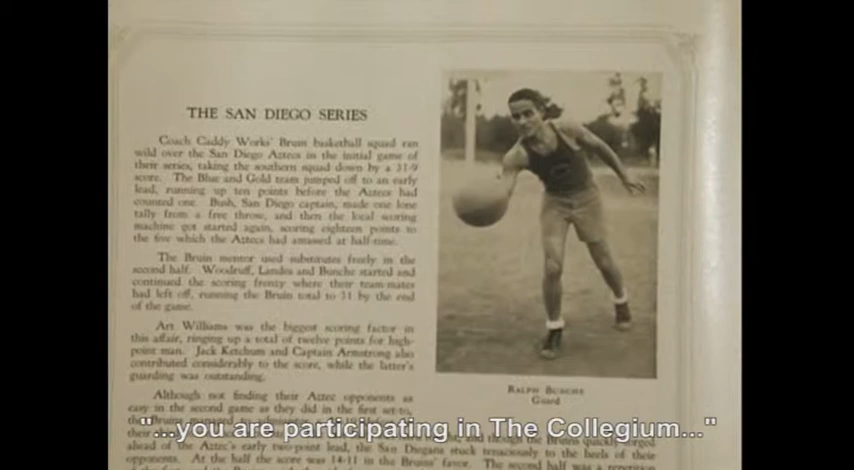 THE SAN DIEGO SERIES
Coach Caddy Works' Bruin basketball squad ran
wild over the San Diego Aztecs in the initial game of
their series, taking the southern squad down by a 31-9
score. The Blue and Gold team jumped off to an early
lead, running up ten points before the Aztecs had
counted one. Bush, San Diego captain, made one lone
tally from a free throw, and then the local scoring
machine got started again, scoring eighteen points to
the five which the Aztecs had amassed at half-time.
The Bruin mentor used substitutes freely in the
second half. Woodruff, Landes and Bunche started and
continued the scoring frenzy where their team-mates
had left off, running the Bruin total to 31 by the end
of the game.
Art Williams was the biggest scoring factor in
this affair, ringing up a total of twelve points for high-
point man. Jack Ketchum and Captain Armstrong also
contributed considerably to the score, while the latter's
guarding was outstanding.
Although not finding their Aztec opponents as
easy in the second game as they did in the first set-to,
the Bruins
ahead of the Aztec's early two-point lead, the San Diegans stuck tenaciously to the heels of their
opponents. At the half the score was 14-11 in the Bruins' favor. The second half was a repetition
RALPH BUNCHE
Guard
"...you are participating in The Collegium..."